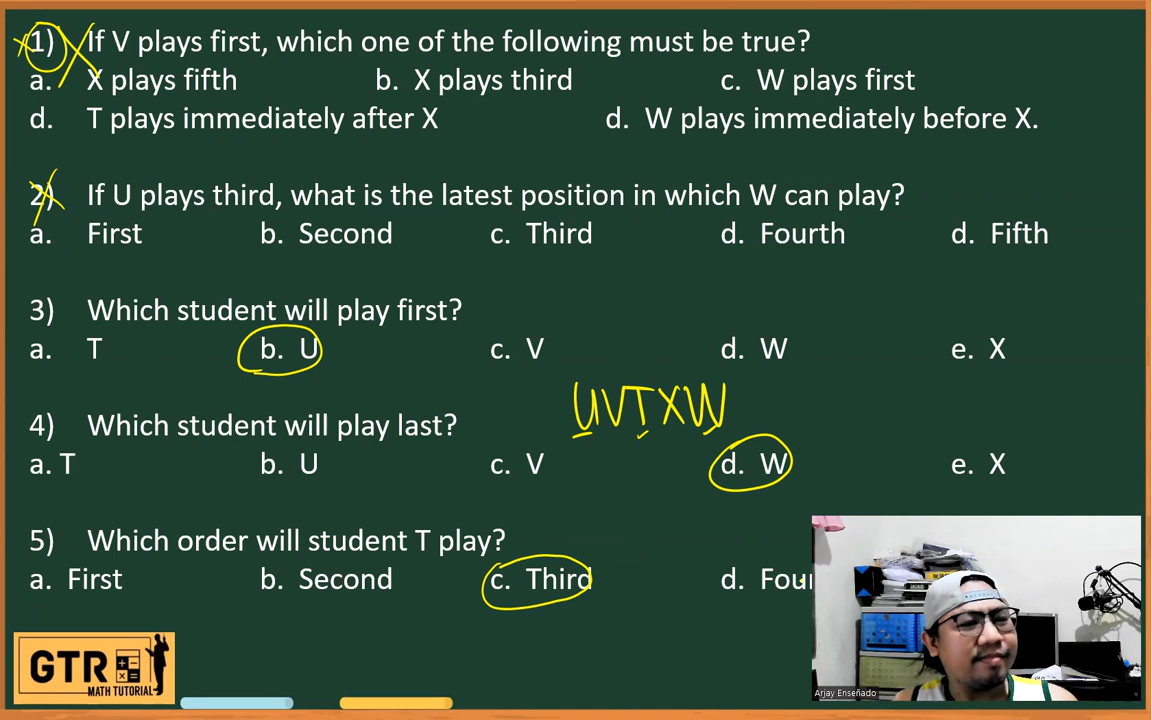 1) If V plays first, which one of the following must be true?
a. X plays fifth b. X plays third c. W plays first
d. T plays immediately after X d. W plays immediately before X.
2) If U plays third, what is the latest position in which W can play?
a. First b. Second c. Third d. Fourth d. Fifth
3) Which student will play first?
a. T b. U c. V d. W e. X
UVTXW
4) Which student will play last?
a. T b. U c. V d. W e. X
5) Which order will student T play?
a. First b. Second c. Third d. Four
GTR
MATH TUTORIAL
Arjay Enseñado